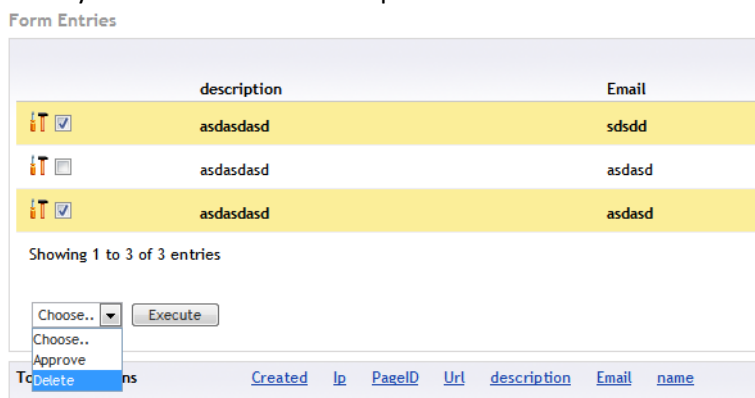 Form Entries
description Email
asdasdasd sdsdd
asdasdasd asdasd
asdasdasd asdasd
Showing 1 to 3 of 3 entries
Choose.. Execute
Choose..
Approve
Delete
ns Created Ip PageID Url description Email name